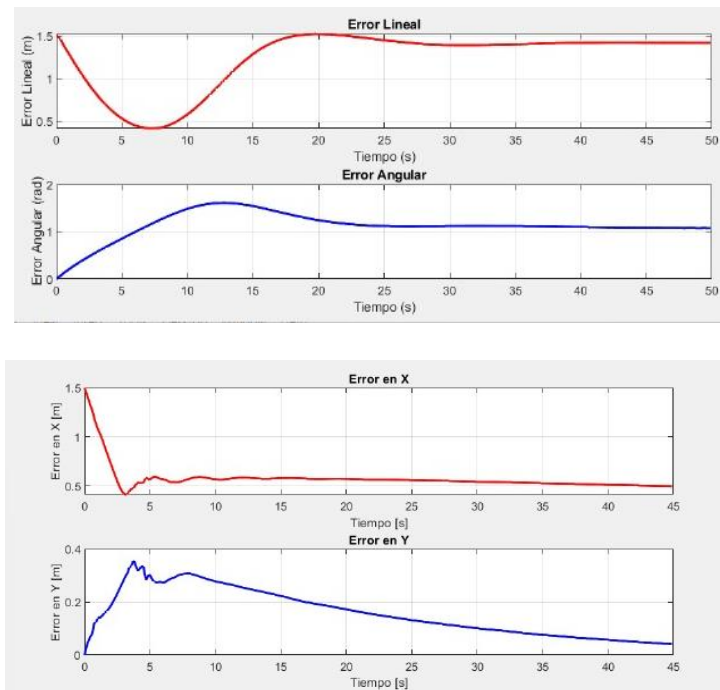 Error Lineal
Error Lineal (m)
1.5
1
0.5
0 5 10 15 20 25 30 35 40 45 50
Tiempo (s)
Error Angular
Error Angular (rad)
2
1
0
0 5 10 15 20 25 30 35 40 45 50
Tiempo (s)
Error en X
Error en X [m]
1.5
1
0.5
0 5 10 15 20 25 30 35 40 45
Tiempo [s]
Error en Y
Error en Y [m]
0.4
0.2
0
0 5 10 15 20 25 30 35 40 45
Tiempo [s]